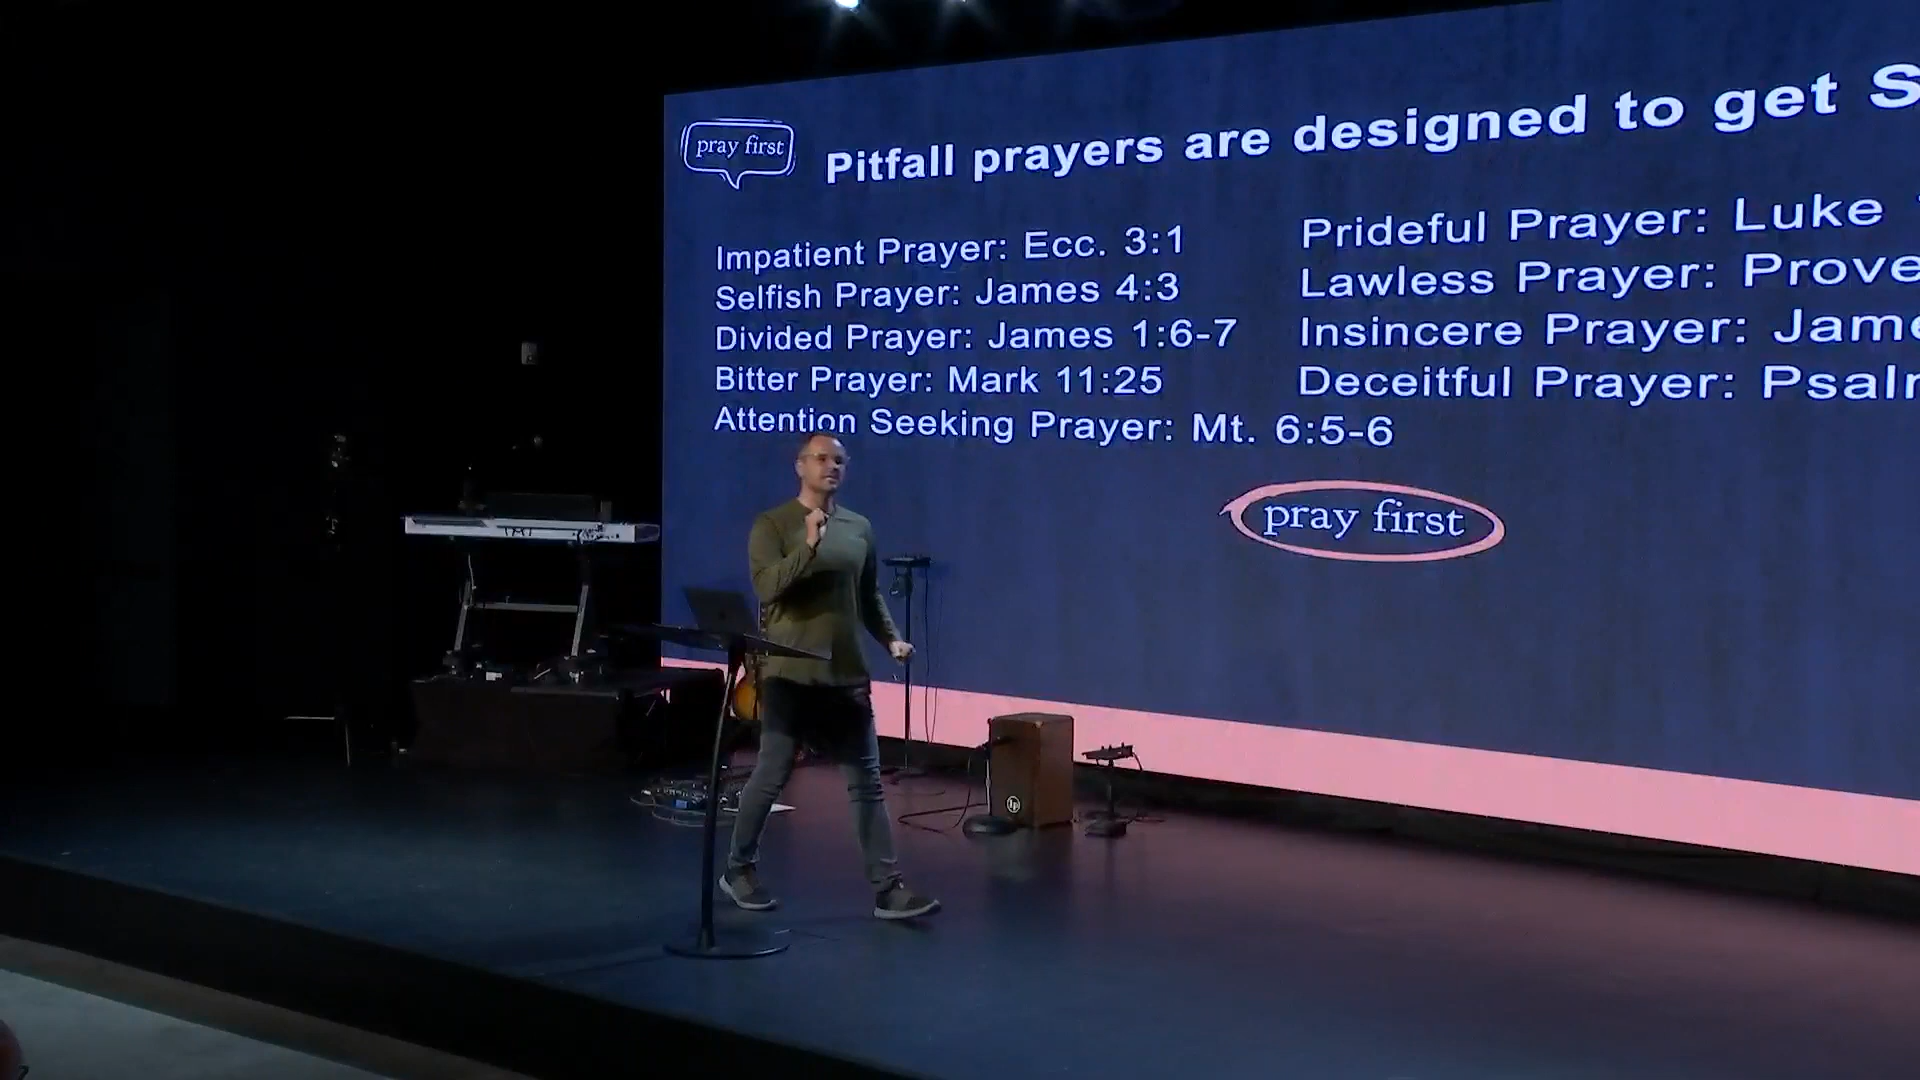 pray first
Pitfall prayers are designed to get
Impatient Prayer: Ecc. 3:1
Selfish Prayer: James 4:3
Divided Prayer: James 1:6-7
Bitter Prayer: Mark 11:25
Attention Seeking Prayer: Mt. 6:5-6
Prideful Prayer: Luke
Lawless Prayer:
Insincere Prayer:
Deceitful Prayer:
pray first
LP